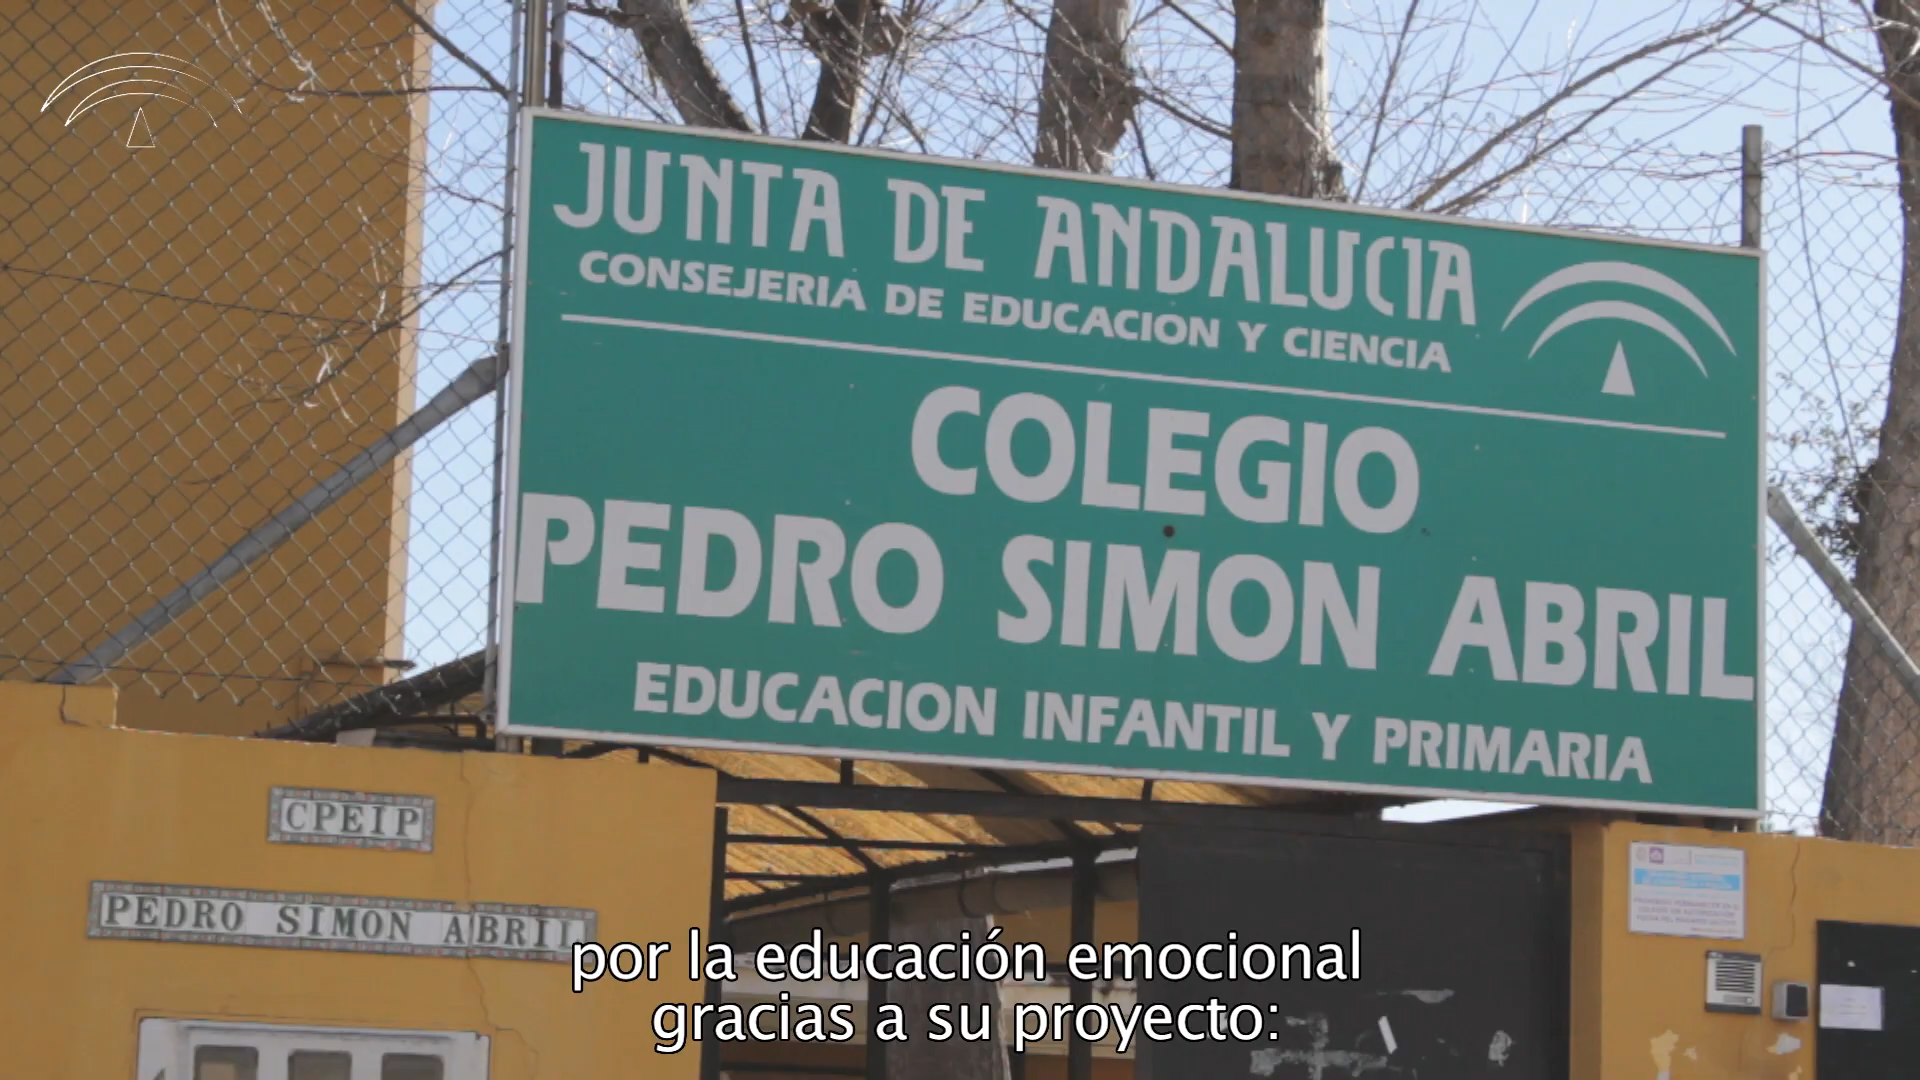 JUNTA DE ANDALUCIA
CONSEJERIA DE EDUCACION Y CIENCIA
COLEGIO
PEDRO SIMON ABRIL
EDUCACION INFANTIL Y PRIMARIA
CPEIP
PEDRO SIMON ABRIL
por la educación emocional
gracias a su proyecto: